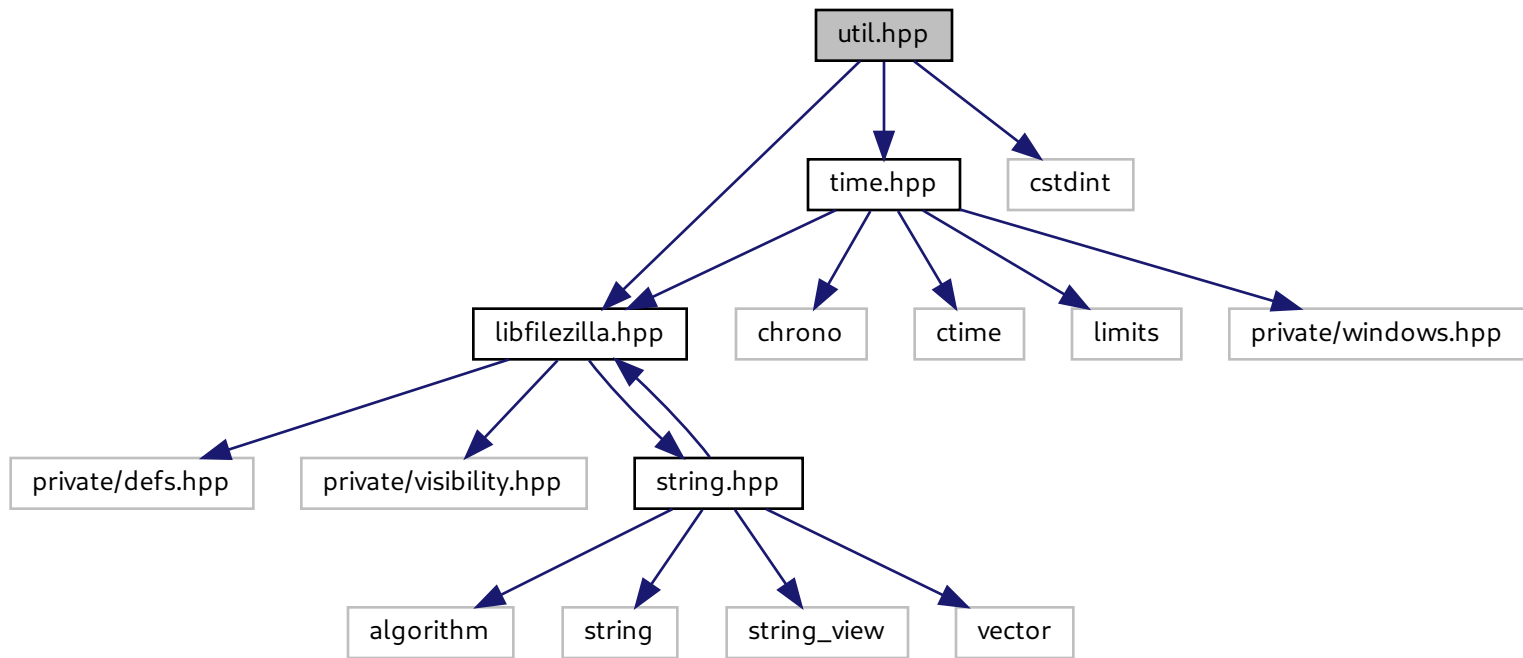 util.hpp
time.hpp
cstdint
libfilezilla.hpp
chrono
ctime
limits
private/windows.hpp
private/defs.hpp
private/visibility.hpp
string.hpp
algorithm
string
string_view
vector